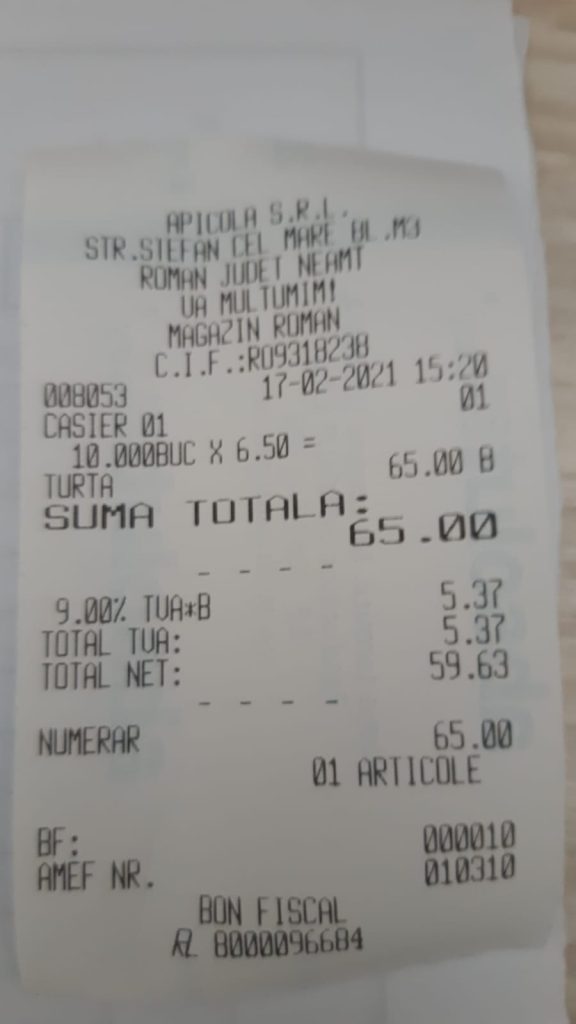 APICOLA S.R.L.
STR.STEFAN CEL MARE BL.M3
ROMAN JUDET NEAMT
VA MULTUMIM!
MAGAZIN ROMAN
C.I.F.:RO9318238
008053 17-02-2021 15:20
CASIER 01 01
10.000BUC X 6.50 =
TURTA 65.00 B
SUMA TOTALA:
65.00
- - - -
9.00% TVA*B 5.37
TOTAL TVA: 5.37
TOTAL NET: 59.63
- - - -
NUMERAR 65.00
01 ARTICOLE
BF: 000010
AMEF NR. 010310
BON FISCAL
8000096684